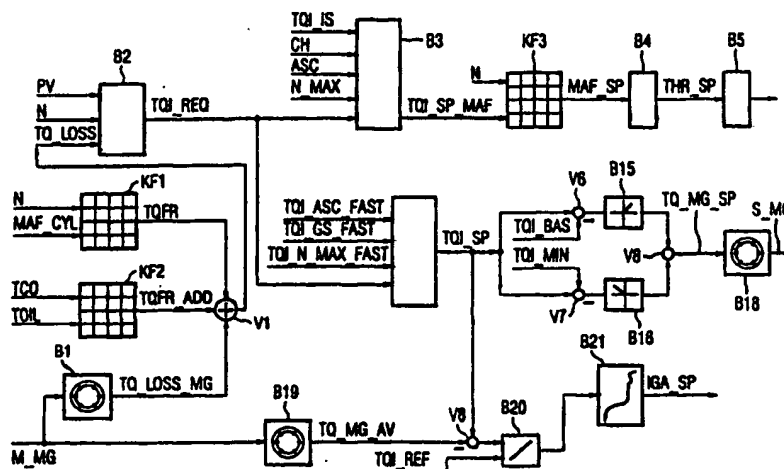 TQI_IS
CH
ASC
N_MAX
B2
B3
KF3
B4
B5
PV
N
TQ_LOSS
TQI_REQ
TQI_SP_MAF
N
MAF_SP
THR_SP
KF1
N
MAF_CYL
TQFR
KF2
TCO
TOIL
TQFR_ADD
V1
TQI_ASC_FAST
TQI_GS_FAST
TQI_N_MAX_FAST
TQI_SP
V6
B15
TQI_BAS
TQI_MIN
V7
B16
V8
TQ_MG_SP
S_MG
B18
B1
TQ_LOSS_MG
M_MG
B19
TQ_MG_AV
V8
TQI_REF
B20
B21
IGA_SP